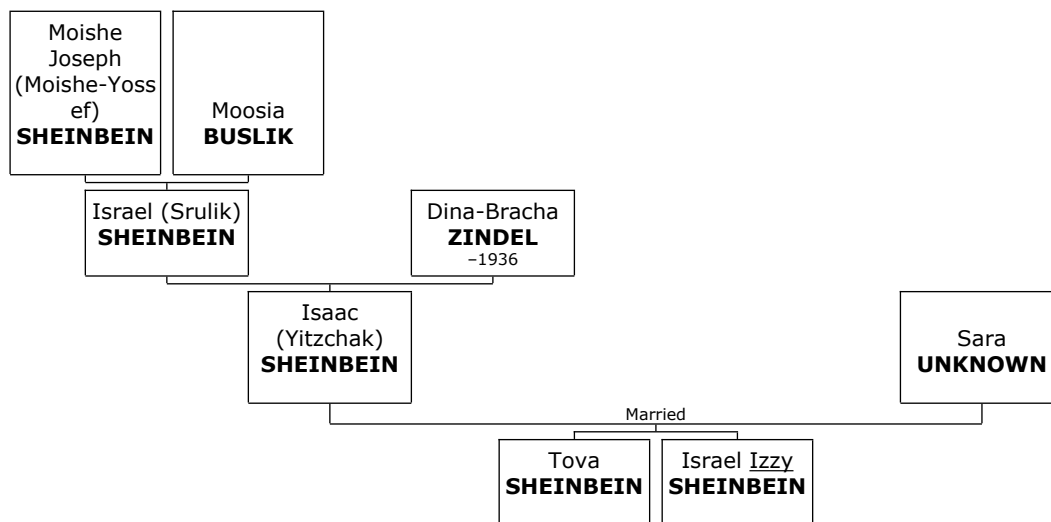 Moishe
Joseph
(Moishe-Yoss
ef)
SHEINBEIN
Moosia
BUSLIK
Israel (Srulik)
SHEINBEIN
Dina-Bracha
ZINDEL
–1936
Isaac
(Yitzchak)
SHEINBEIN
Sara
UNKNOWN
Married
Tova
SHEINBEIN
Israel Izzy
SHEINBEIN